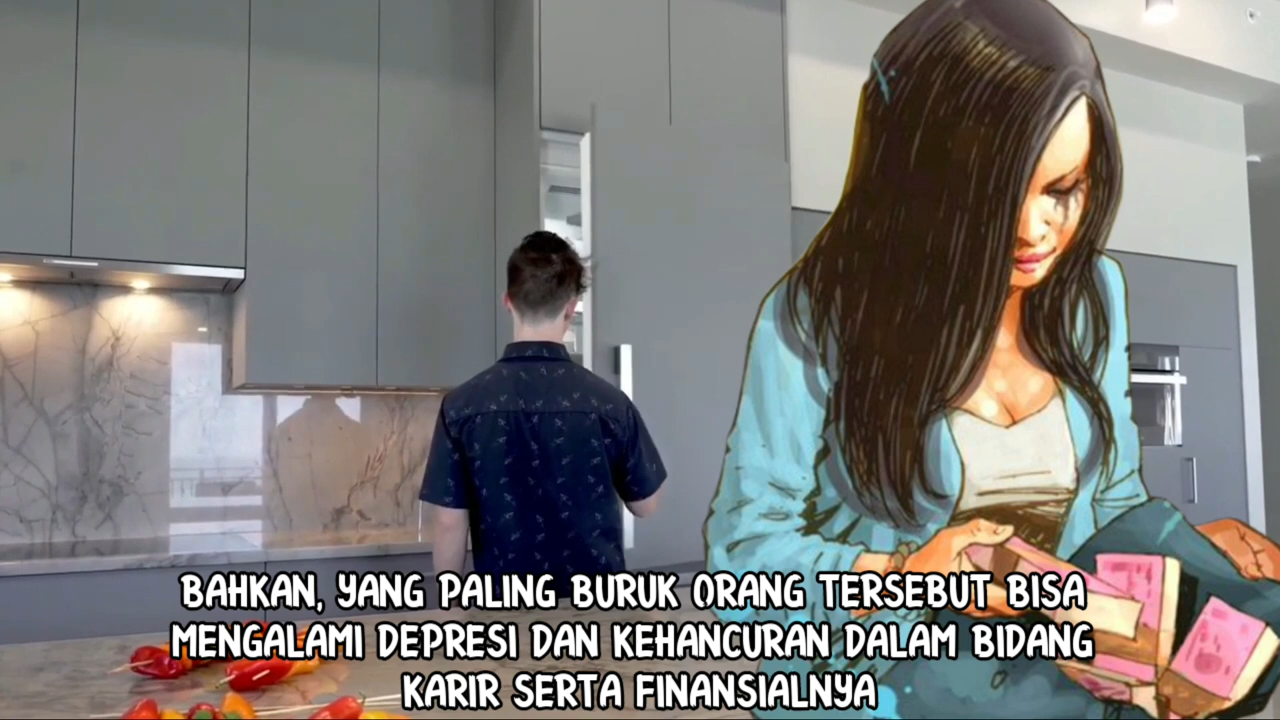 BAHKAN, YANG PALING BURUK ORANG TERSEBUT BISA
MENGALAMI DEPRESI DAN KEHANCURAN DALAM BIDANG
KARIR SERTA FINANSIALNYA